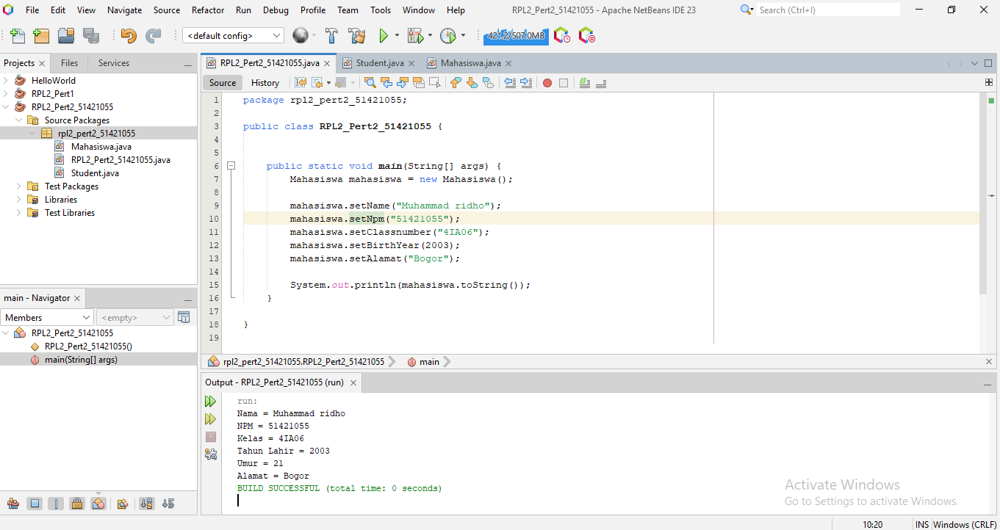 File Edit View Navigate Source Refactor Run Debug Profile Team Tools Window Help RPL2_Pert2_51421055 - Apache NetBeans IDE 23 Search (Ctrl+I)
<default config> 421.2/507.0MB
Projects Files Services
HelloWorld
RPL2_Pert1
RPL2_Pert2_51421055
Source Packages
rpl2_pert2_51421055
Mahasiswa.java
RPL2_Pert2_51421055.java
Student.java
Test Packages
Libraries
Test Libraries
main - Navigator
Members <empty>
RPL2_Pert2_51421055
RPL2_Pert2_51421055()
main(String[] args)
RPL2_Pert2_51421055.java Student.java Mahasiswa.java
Source History
1 package rpl2_pert2_51421055;
2
3 public class RPL2_Pert2_51421055 {
4
5
6 public static void main(String[] args) {
7 Mahasiswa mahasiswa = new Mahasiswa();
8
9 mahasiswa.setName("Muhammad ridho");
10 mahasiswa.setNpm("51421055");
11 mahasiswa.setClassnumber("4IA06");
12 mahasiswa.setBirthYear(2003);
13 mahasiswa.setAlamat("Bogor");
14
15 System.out.println(mahasiswa.toString());
16 }
17
18 }
19
rpl2_pert2_51421055.RPL2_Pert2_51421055 main
Output - RPL2_Pert2_51421055 (run)
run:
Nama = Muhammad ridho
NPM = 51421055
Kelas = 4IA06
Tahun Lahir = 2003
Umur = 21
Alamat = Bogor
BUILD SUCCESSFUL (total time: 0 seconds)
Activate Windows
Go to Settings to activate Windows.
10:20 INS Windows (CRLF)